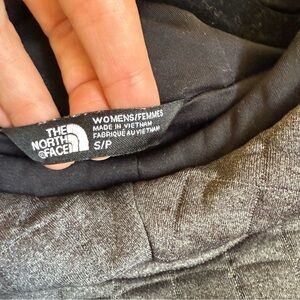 THE
NORTH
FACE
WOMENS/FEMMES
MADE IN VIETNAM
FABRIQUÉ AU VIETNAM
S/P